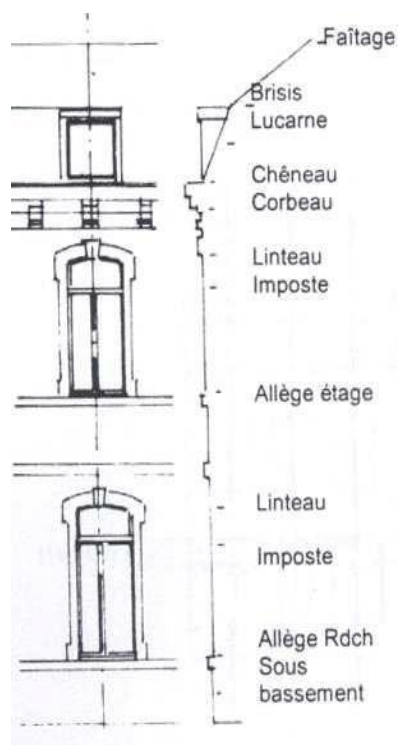 Faîtage
Brisis
Lucarne
Chêneau
Corbeau
Linteau
Imposte
Allège étage
Linteau
Imposte
Allège Rdch
Sous
bassement